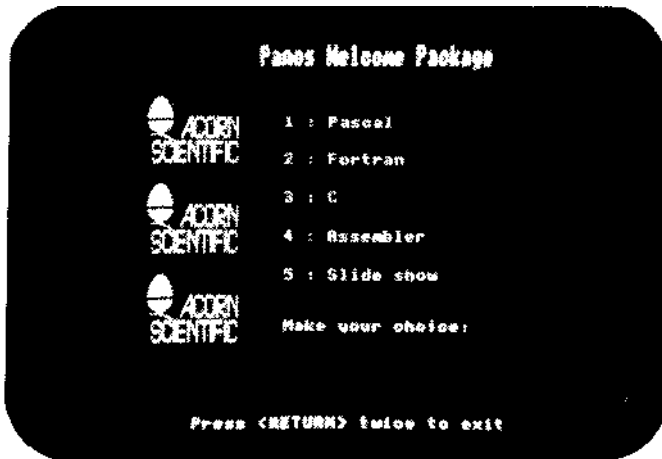 Panos Welcome Package
ACORN
SCIENTIFIC
1 : Pascal
2 : Fortran
ACORN
SCIENTIFIC
3 : C
4 : Assembler
ACORN
SCIENTIFIC
5 : Slide show
Make your choice:
Press <RETURN> twice to exit